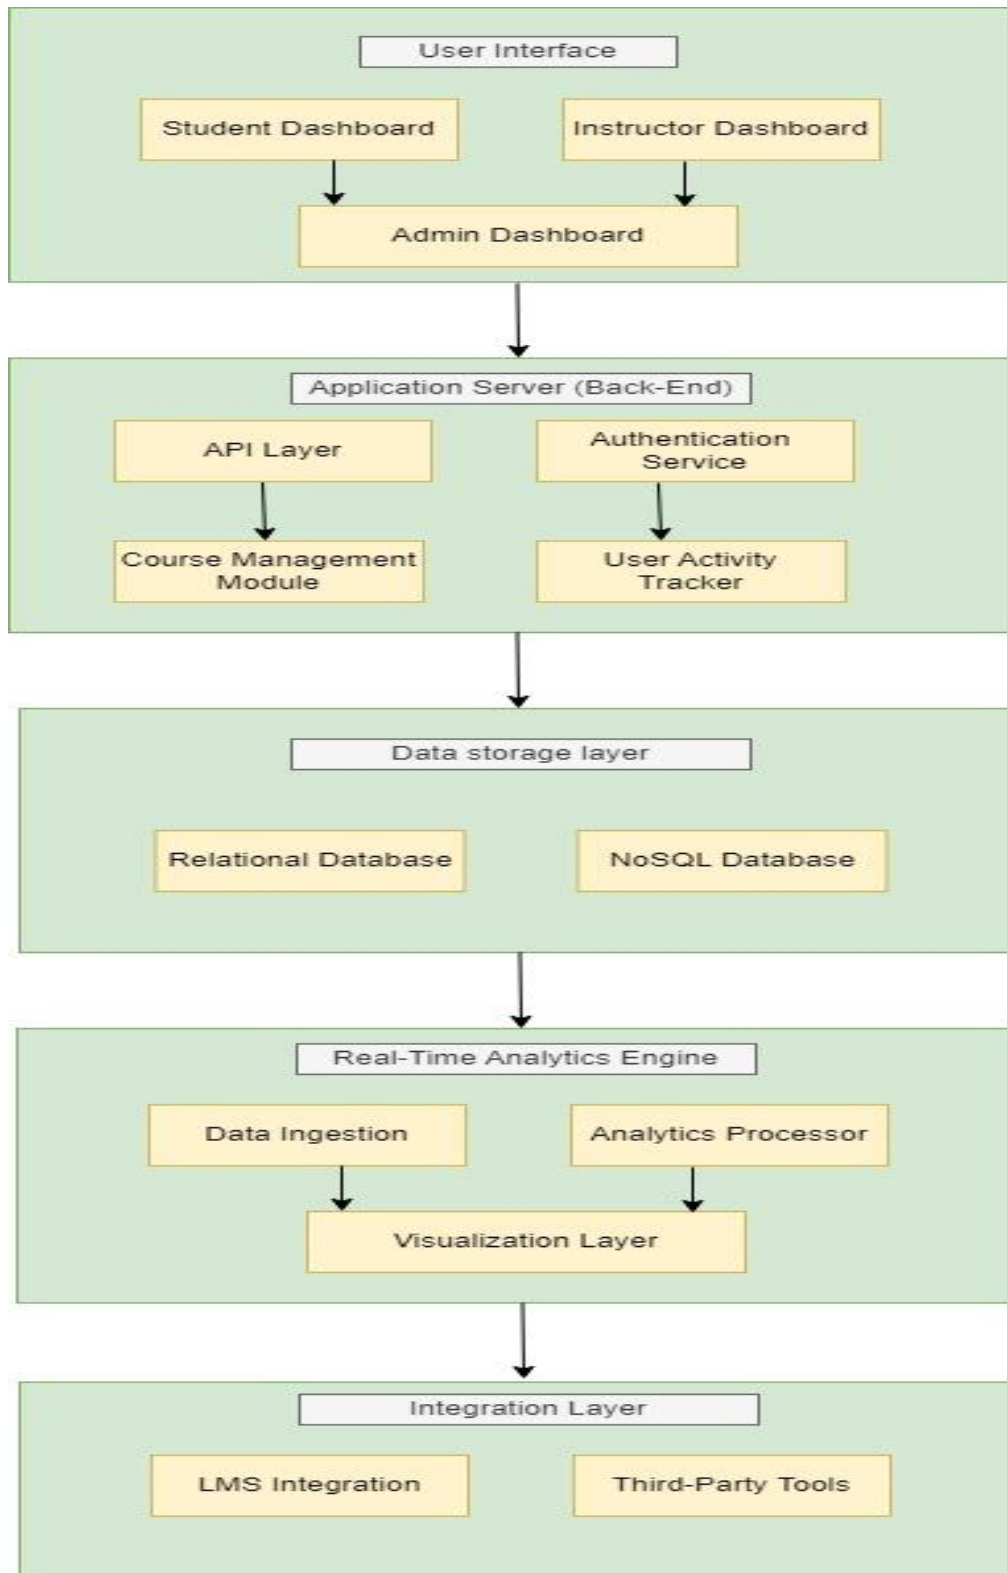 User Interface
Student Dashboard
Instructor Dashboard
Admin Dashboard
Application Server (Back-End)
API Layer
Authentication
Service
Course Management
Module
User Activity
Tracker
Data storage layer
Relational Database
NoSQL Database
Real-Time Analytics Engine
Data Ingestion
Analytics Processor
Visualization Layer
Integration Layer
LMS Integration
Third-Party Tools